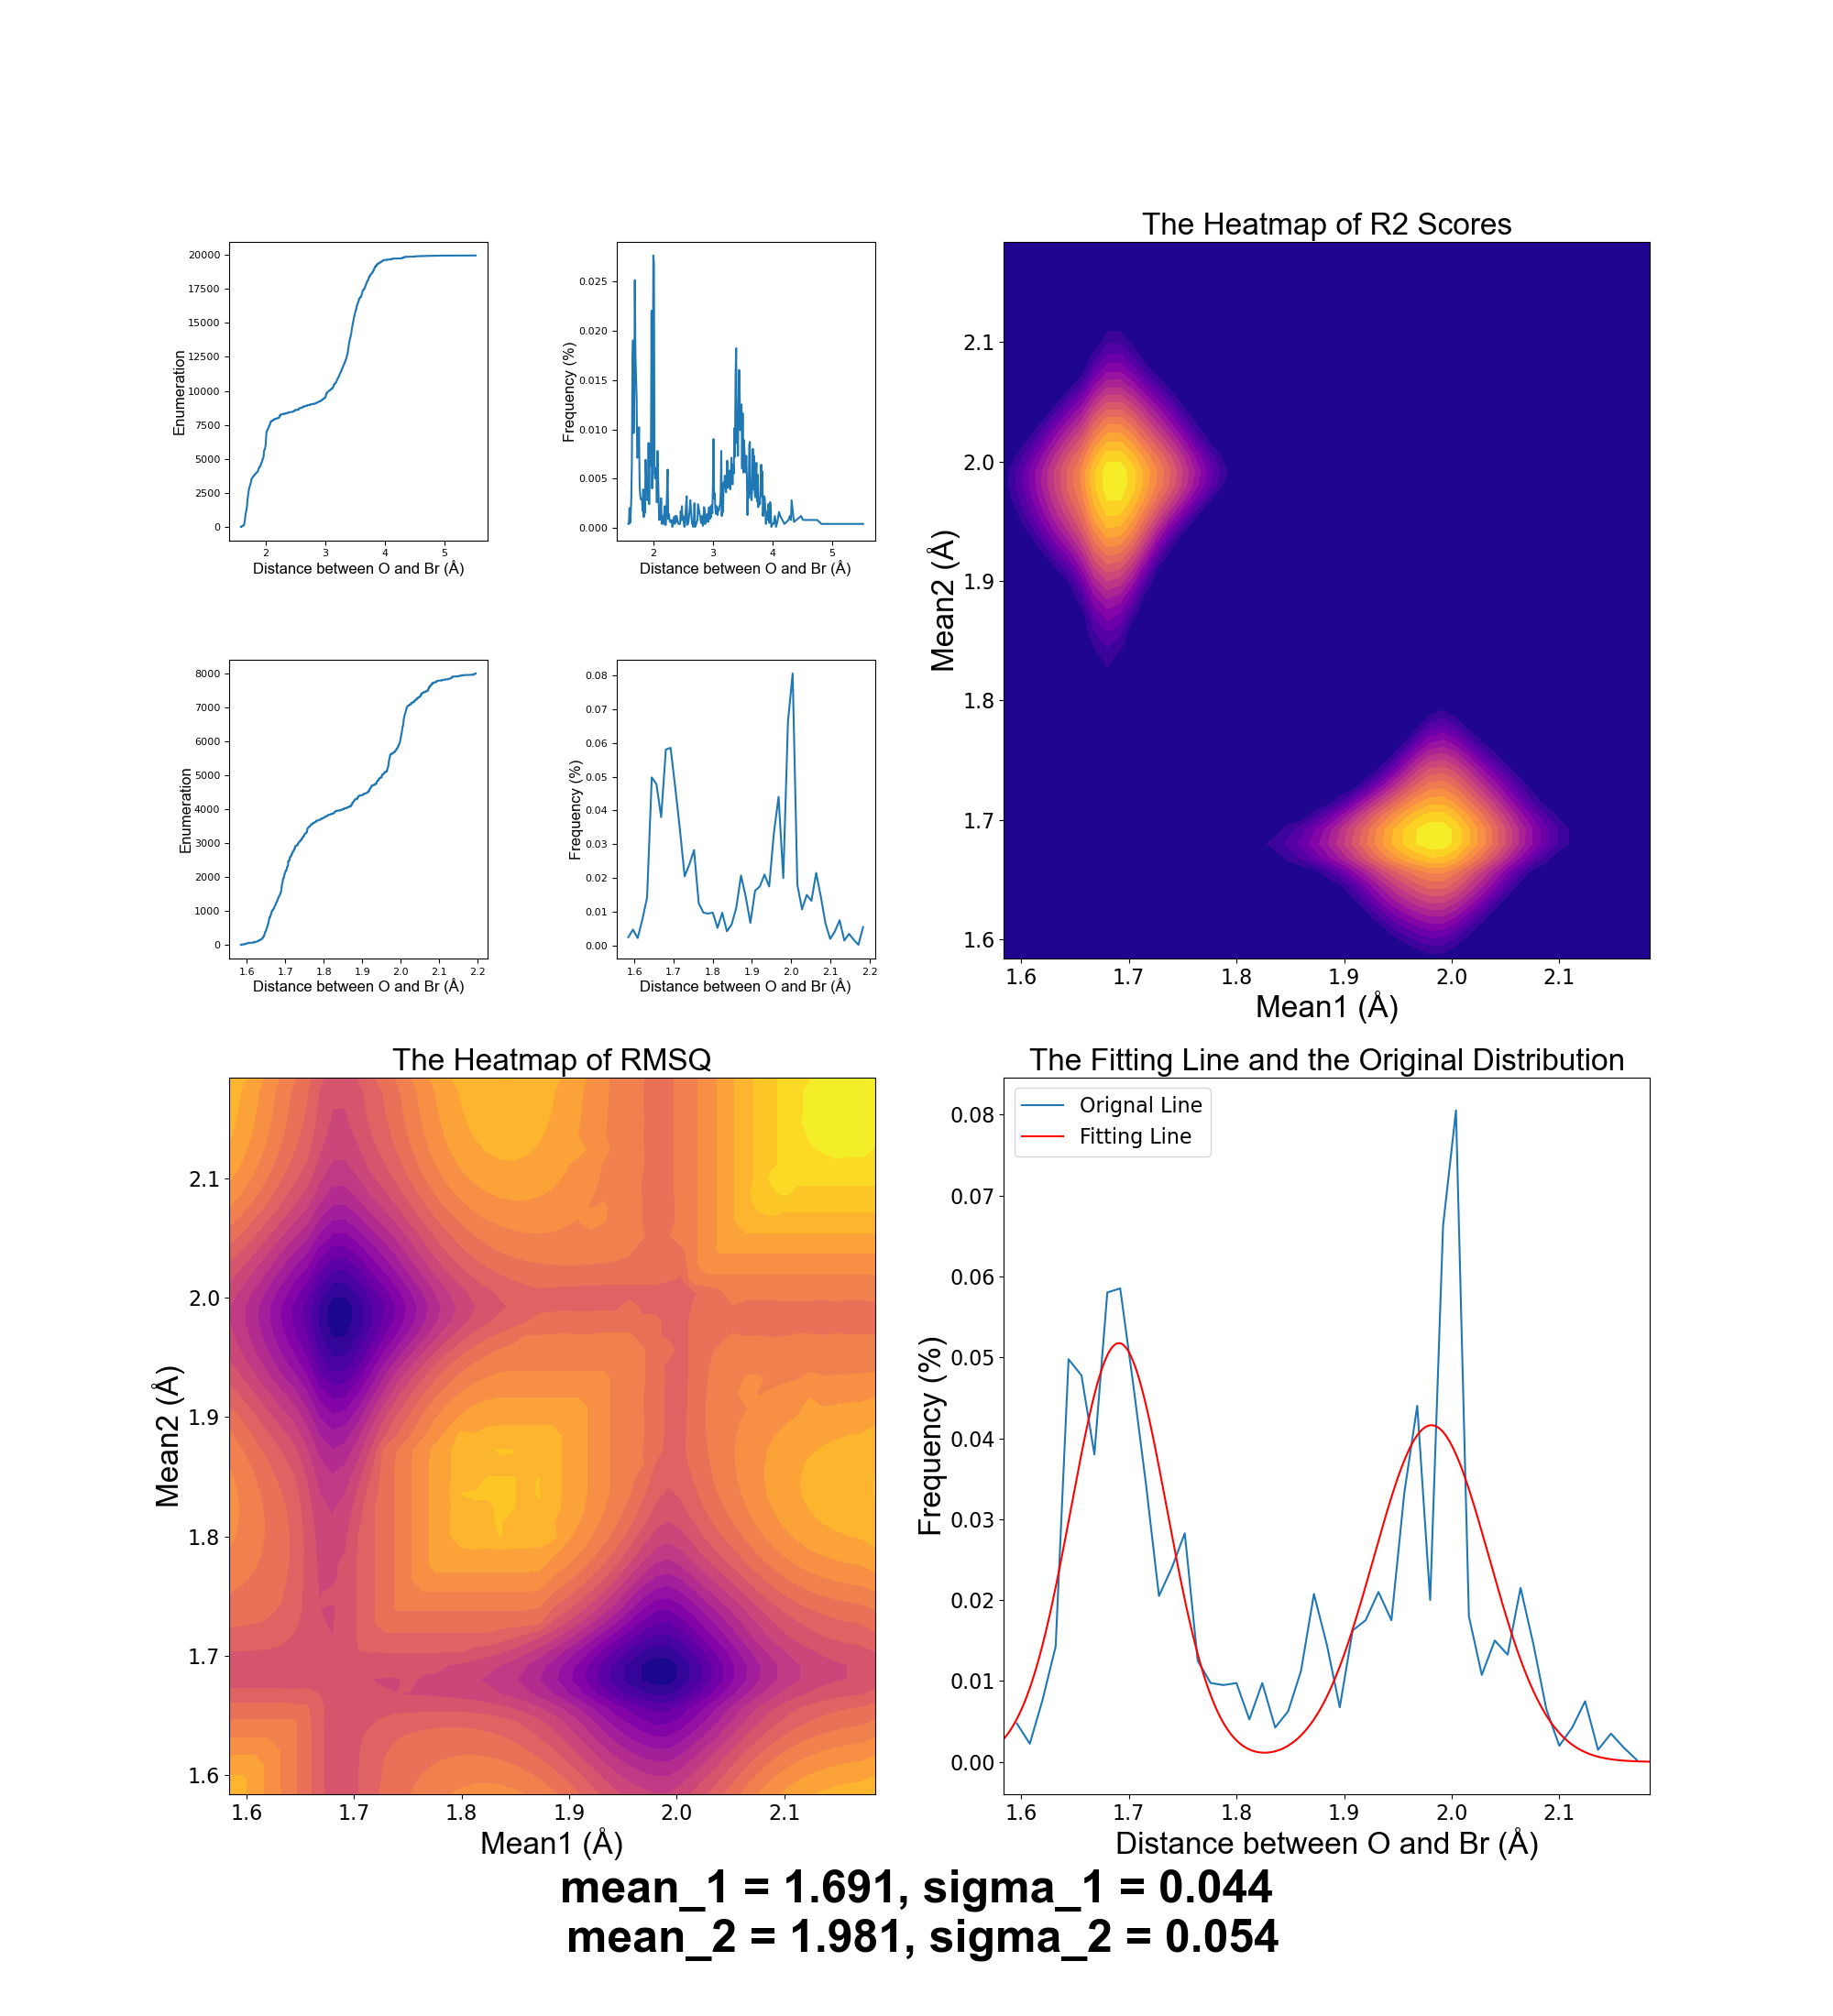 The Heatmap of R2 Scores
20000
17500
15000
12500
10000
7500
5000
2500
0
Enumeration
2 3 4 5
Distance between O and Br (Å)
0.025
0.020
0.015
0.010
0.005
0.000
Frequency (%)
2 3 4 5
Distance between O and Br (Å)
2.1
2.0
1.9
1.8
1.7
1.6
Mean2 (Å)
1.6 1.7 1.8 1.9 2.0 2.1
Mean1 (Å)
8000
7000
6000
5000
4000
3000
2000
1000
0
Enumeration
1.6 1.7 1.8 1.9 2.0 2.1 2.2
Distance between O and Br (Å)
0.08
0.07
0.06
0.05
0.04
0.03
0.02
0.01
0.00
Frequency (%)
1.6 1.7 1.8 1.9 2.0 2.1 2.2
Distance between O and Br (Å)
The Heatmap of RMSQ
2.1
2.0
1.9
1.8
1.7
1.6
Mean2 (Å)
1.6 1.7 1.8 1.9 2.0 2.1
Mean1 (Å)
The Fitting Line and the Original Distribution
Orignal Line
Fitting Line
0.08
0.07
0.06
0.05
0.04
0.03
0.02
0.01
0.00
Frequency (%)
1.6 1.7 1.8 1.9 2.0 2.1
Distance between O and Br (Å)
mean_1 = 1.691, sigma_1 = 0.044
mean_2 = 1.981, sigma_2 = 0.054